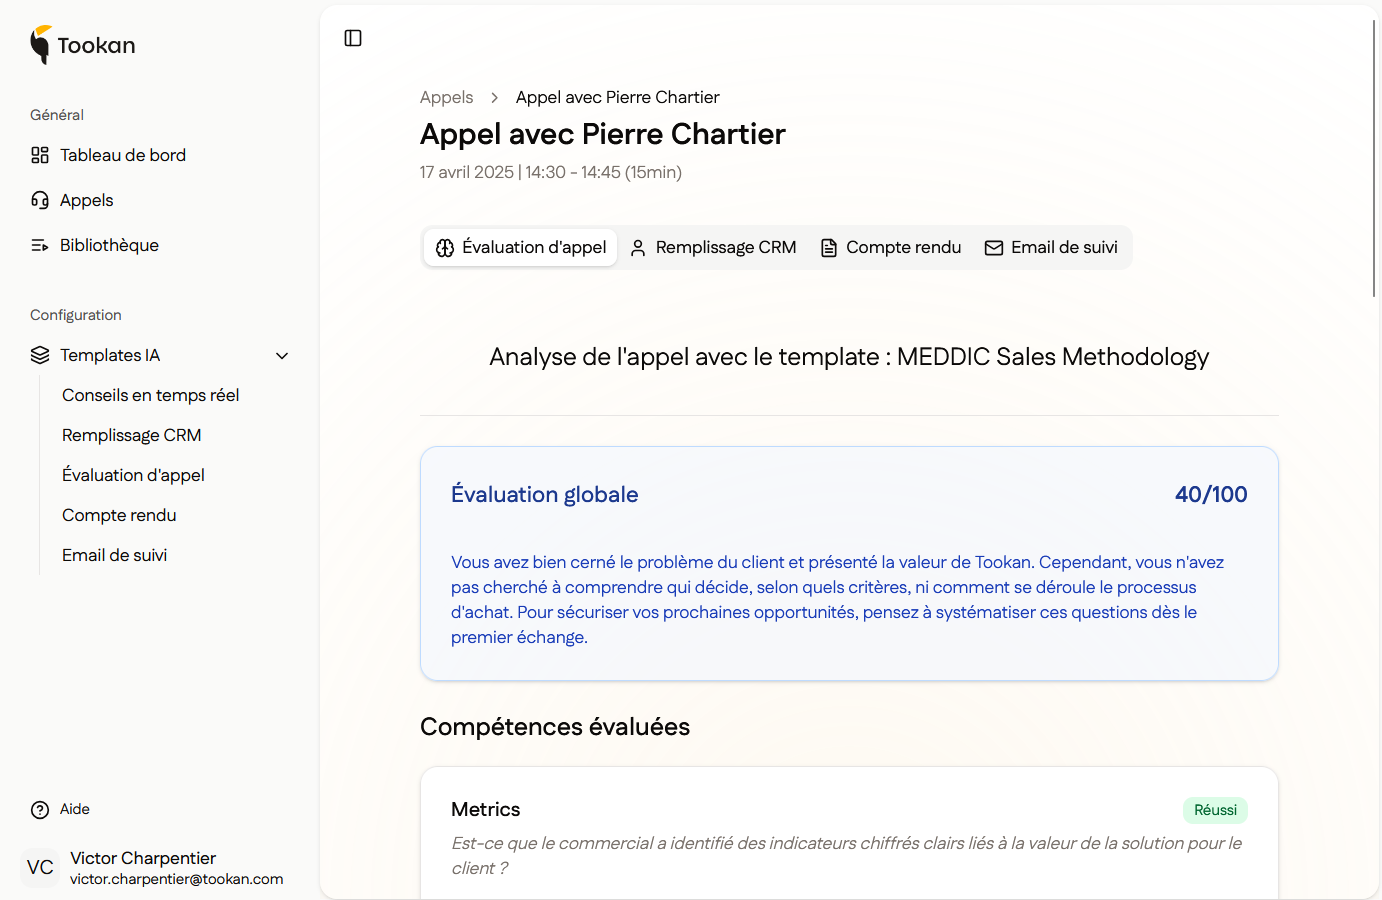 Tookan
Général
Tableau de bord
Appels
Bibliothèque
Configuration
Templates IA
Conseils en temps réel
Remplissage CRM
Évaluation d'appel
Compte rendu
Email de suivi
Aide
VC
Victor Charpentier
victor.charpentier@tookan.com
Appels > Appel avec Pierre Chartier
Appel avec Pierre Chartier
17 avril 2025 | 14:30 - 14:45 (15min)
Évaluation d'appel Remplissage CRM Compte rendu Email de suivi
Analyse de l'appel avec le template : MEDDIC Sales Methodology
Évaluation globale 40/100
Vous avez bien cerné le problème du client et présenté la valeur de Tookan. Cependant, vous n'avez
pas cherché à comprendre qui décide, selon quels critères, ni comment se déroule le processus
d'achat. Pour sécuriser vos prochaines opportunités, pensez à systématiser ces questions dès le
premier échange.
Compétences évaluées
Metrics Réussi
Est-ce que le commercial a identifié des indicateurs chiffrés clairs liés à la valeur de la solution pour le
client ?